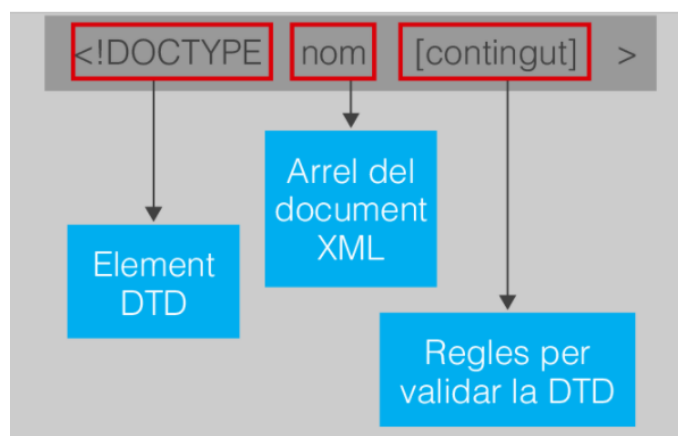 <!DOCTYPE nom [contingut] >
Arrel del
document
XML
Element
DTD
Regles per
validar la DTD